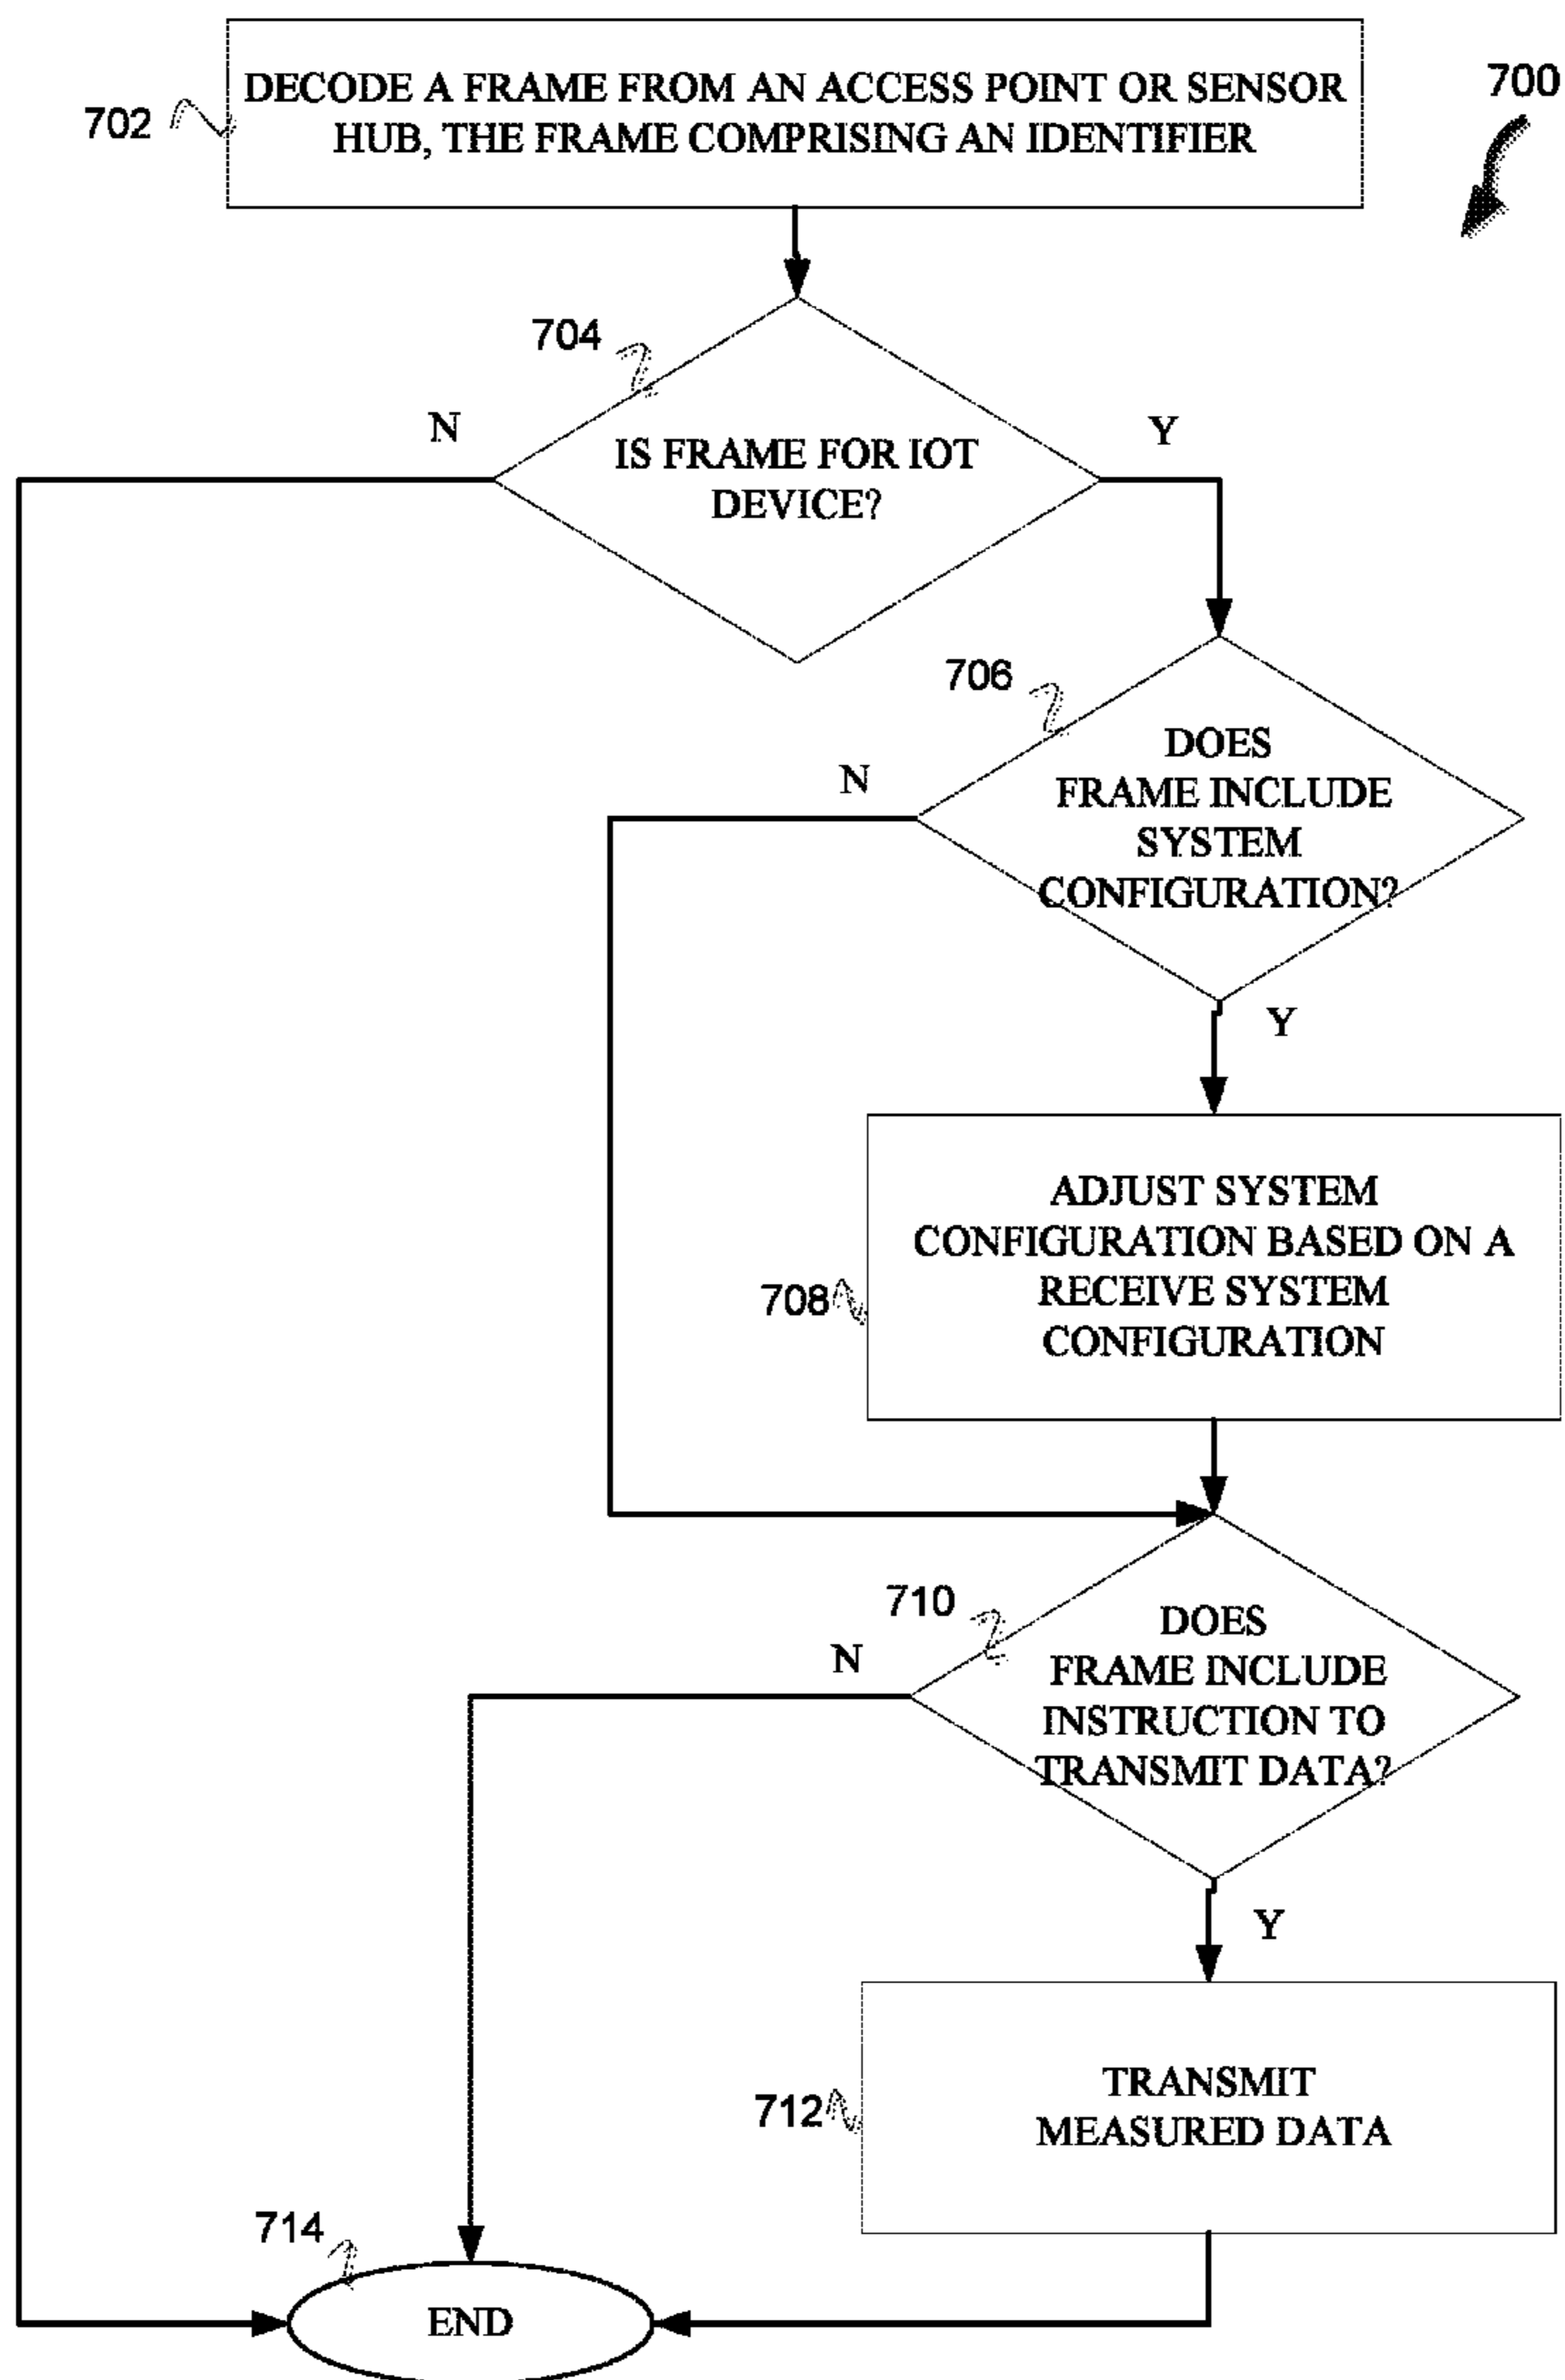 700
702
DECODE A FRAME FROM AN ACCESS POINT OR SENSOR
HUB, THE FRAME COMPRISING AN IDENTIFIER
704
N
Y
IS FRAME FOR IOT
DEVICE?
706
N
DOES
FRAME INCLUDE
SYSTEM
CONFIGURATION?
Y
708
ADJUST SYSTEM
CONFIGURATION BASED ON A
RECEIVE SYSTEM
CONFIGURATION
710
N
DOES
FRAME INCLUDE
INSTRUCTION TO
TRANSMIT DATA?
Y
712
TRANSMIT
MEASURED DATA
714
END